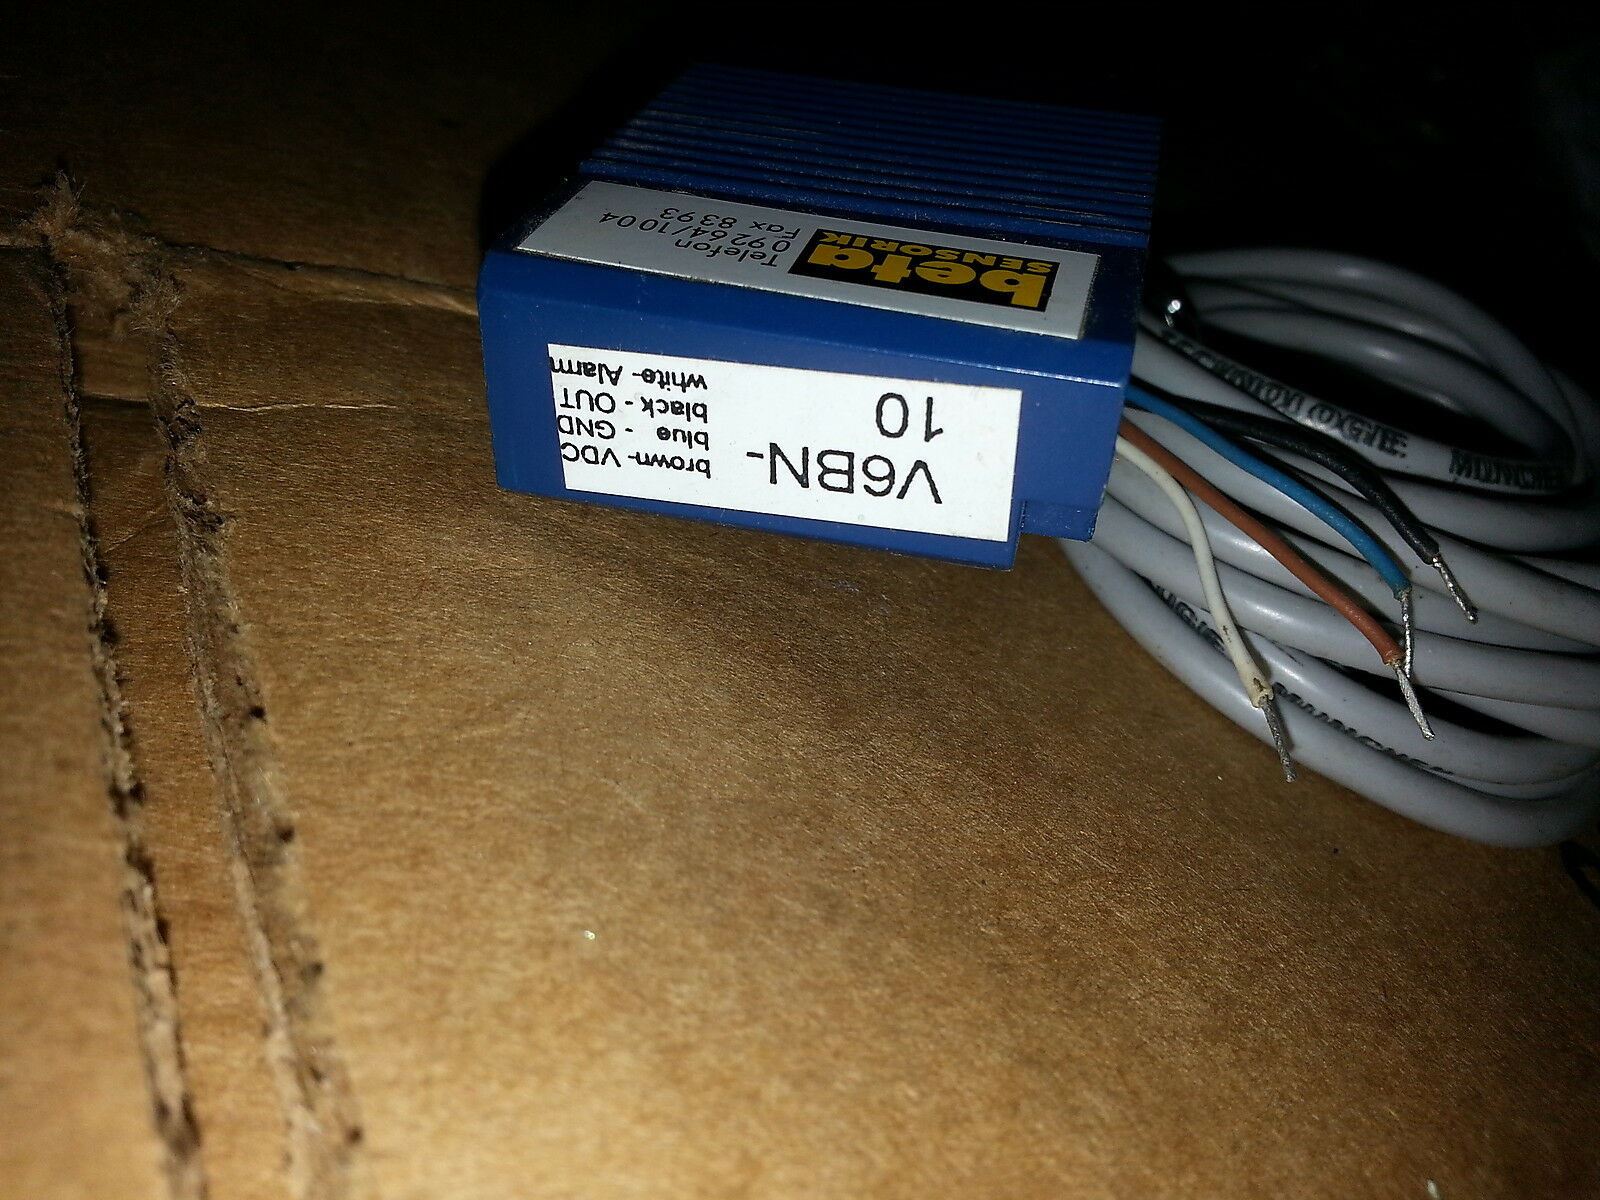 beta
SENSORIK
Telefon
09264/1004
Fax 8393
V6BN-
10
brown- VDC
blue - GND
black - OUT
white- Alarm